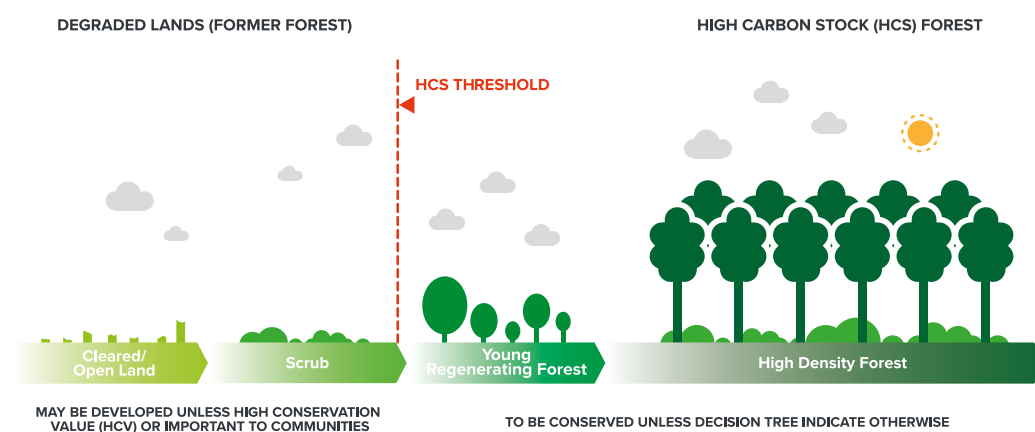 DEGRADED LANDS (FORMER FOREST)
HIGH CARBON STOCK (HCS) FOREST
HCS THRESHOLD
Cleared/
Open Land
Scrub
Young
Regenerating Forest
High Density Forest
MAY BE DEVELOPED UNLESS HIGH CONSERVATION
VALUE (HCV) OR IMPORTANT TO COMMUNITIES
TO BE CONSERVED UNLESS DECISION TREE INDICATE OTHERWISE